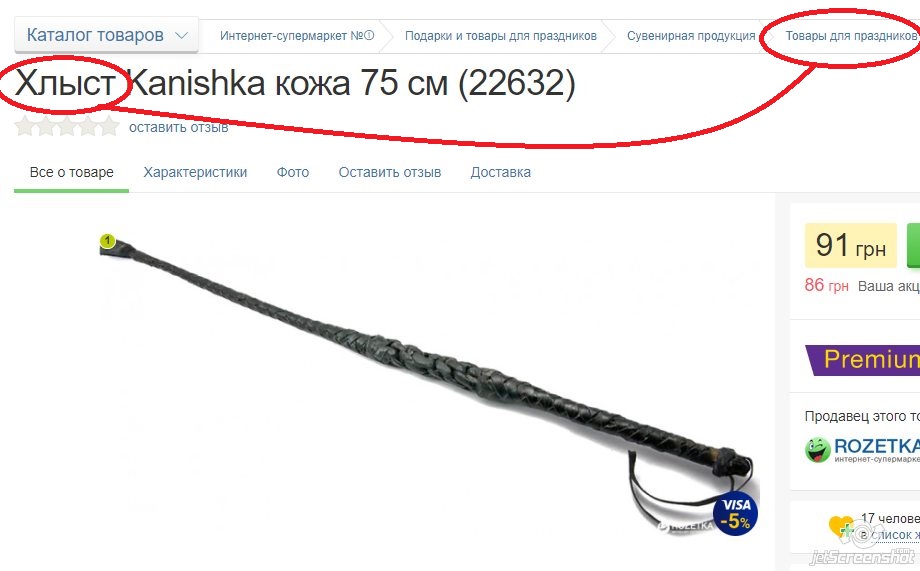 Каталог товаров
Интернет-супермаркет №①
Подарки и товары для праздников
Сувенирная продукция
Товары для праздников
Хлыст Kanishka кожа 75 см (22632)
оставить отзыв
Все о товаре
Характеристики
Фото
Оставить отзыв
Доставка
1
91 грн
86 грн Ваша акц
Premium
Продавец этого то
ROZETKA
интернет-супермарке
VISA
-5%
ROZETKA
17 челове
в список ж
jetScreenshot
.com